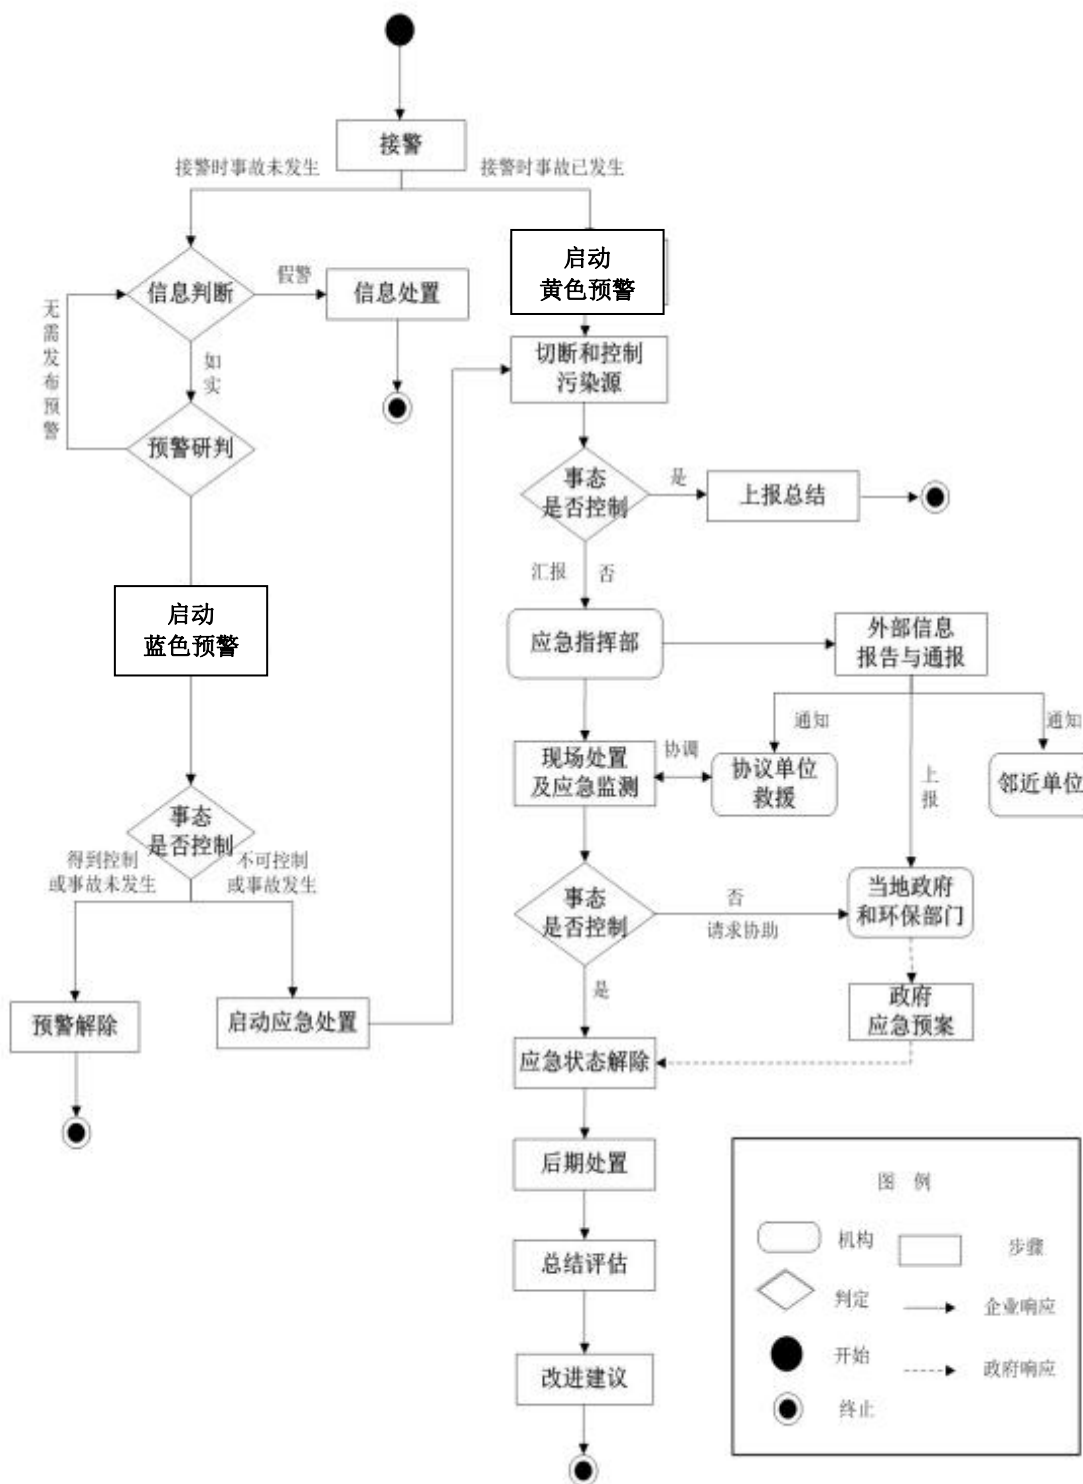 接警
接警时事故未发生
接警时事故已发生
启动
黄色预警
信息判断
假警
信息处置
无需发布预警
如实
切断和控制
污染源
预警研判
事态
是否控制
是
上报总结
汇报
否
启动
蓝色预警
应急指挥部
外部信息
报告与通报
通知
通知
现场处置
及应急监测
协调
协议单位
救援
上报
邻近单位
事态
是否控制
得到控制
或事故未发生
不可控制
或事故发生
事态
是否控制
否
请求协助
当地政府
和环保部门
是
预警解除
启动应急处置
政府
应急预案
应急状态解除
后期处置
总结评估
改进建议
图 例
机构
步骤
判定
企业响应
开始
政府响应
终止